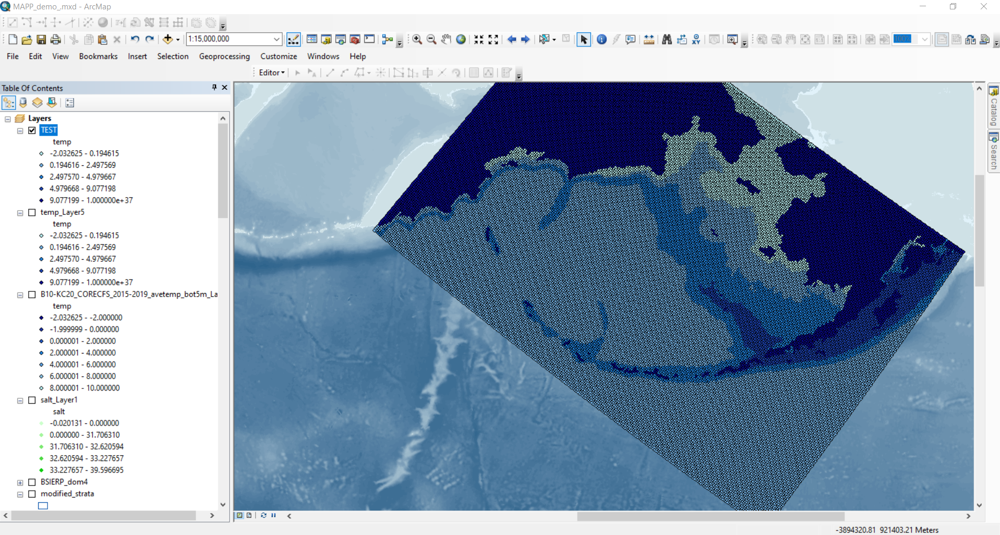 MAPP_demo_.mxd - ArcMap
1:15,000,000
100%
File Edit View Bookmarks Insert Selection Geoprocessing Customize Windows Help
Editor
Table Of Contents
Layers
TEST
temp
-2.032625 - 0.194615
0.194616 - 2.497569
2.497570 - 4.979667
4.979668 - 9.077198
9.077199 - 1.000000e+37
temp_Layer5
temp
-2.032625 - 0.194615
0.194616 - 2.497569
2.497570 - 4.979667
4.979668 - 9.077198
9.077199 - 1.000000e+37
B10-KC20_CORECFS_2015-2019_avetemp_bot5m_La
temp
-2.032625 - -2.000000
-1.999999 - 0.000000
0.000001 - 2.000000
2.000001 - 4.000000
4.000001 - 6.000000
6.000001 - 8.000000
8.000001 - 10.000000
salt_Layer1
salt
-0.020131 - 0.000000
0.000000 - 31.706310
31.706310 - 32.620594
32.620594 - 33.227657
33.227657 - 39.596695
BSIERP_dom4
modified_strata
Catalog
Search
-3894320.81 921403.21 Meters